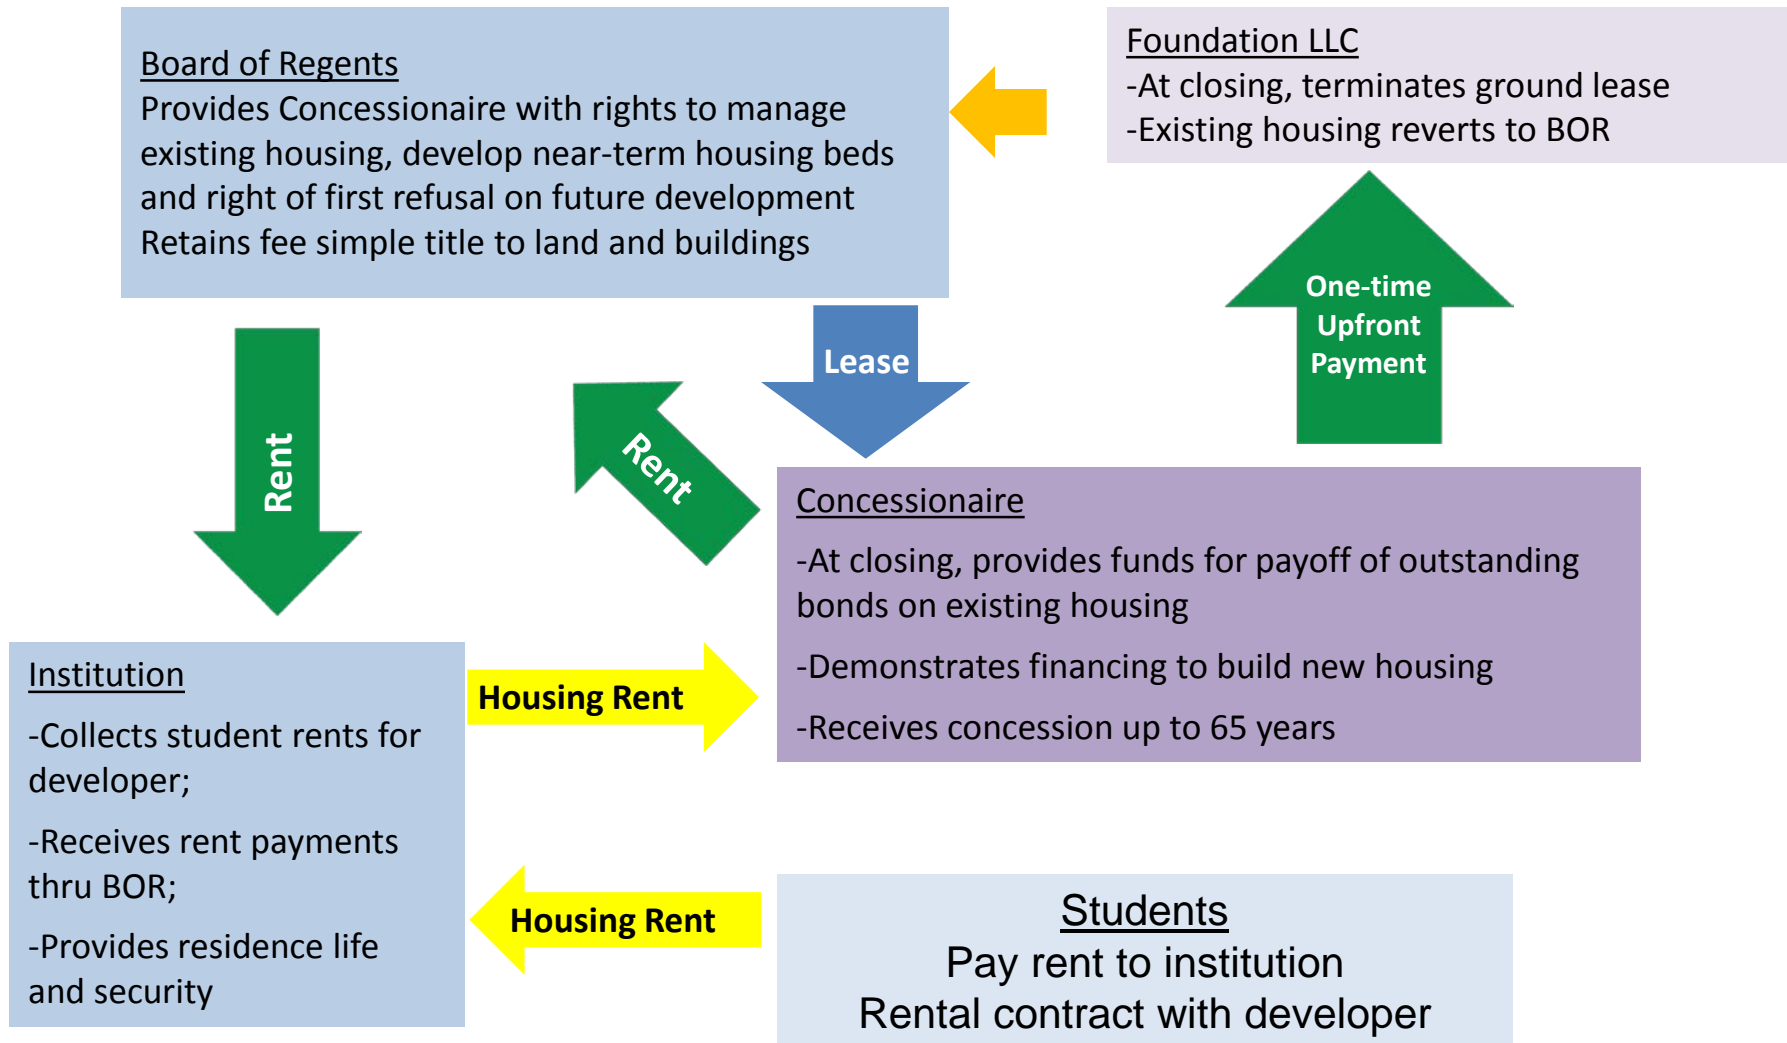 Board of Regents
Provides Concessionaire with rights to manage
existing housing, develop near-term housing beds
and right of first refusal on future development
Retains fee simple title to land and buildings
Foundation LLC
-At closing, terminates ground lease
-Existing housing reverts to BOR
One-time
Upfront
Payment
Lease
Rent
Rent
Concessionaire
-At closing, provides funds for payoff of outstanding
bonds on existing housing
-Demonstrates financing to build new housing
-Receives concession up to 65 years
Institution
-Collects student rents for
developer;
-Receives rent payments
thru BOR;
-Provides residence life
and security
Housing Rent
Housing Rent
Students
Pay rent to institution
Rental contract with developer